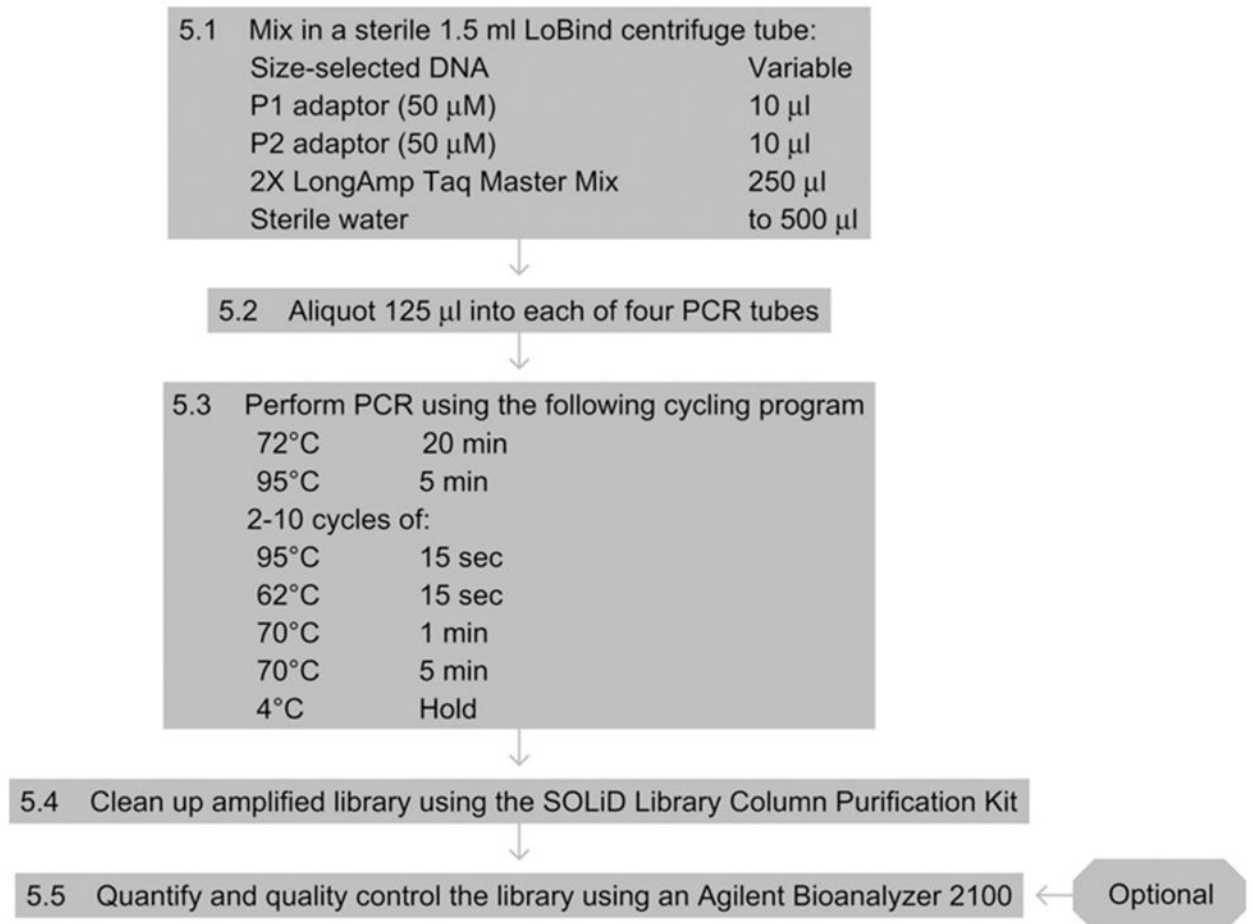 5.1 Mix in a sterile 1.5 ml LoBind centrifuge tube:
Size-selected DNA Variable
P1 adaptor (50 μM) 10 μl
P2 adaptor (50 μM) 10 μl
2X LongAmp Taq Master Mix 250 μl
Sterile water to 500 μl
5.2 Aliquot 125 μl into each of four PCR tubes
5.3 Perform PCR using the following cycling program
72°C 20 min
95°C 5 min
2-10 cycles of:
95°C 15 sec
62°C 15 sec
70°C 1 min
70°C 5 min
4°C Hold
5.4 Clean up amplified library using the SOLiD Library Column Purification Kit
5.5 Quantify and quality control the library using an Agilent Bioanalyzer 2100
Optional